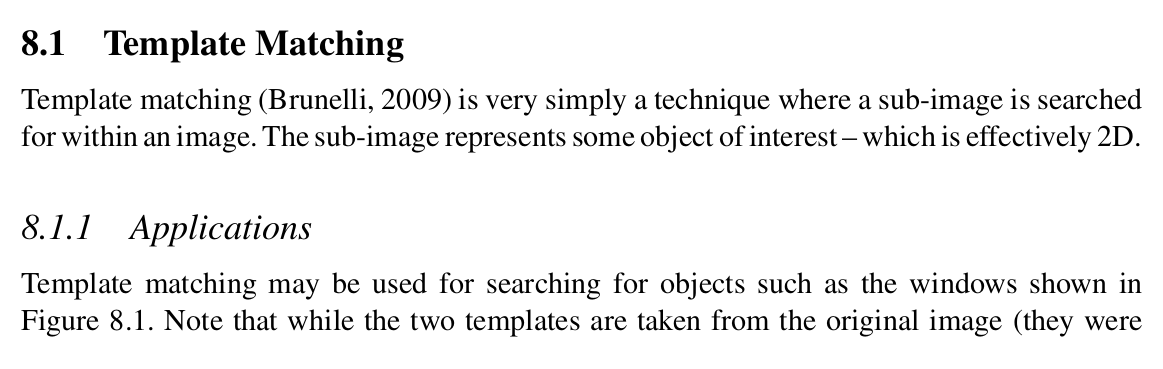 8.1 Template Matching
Template matching (Brunelli, 2009) is very simply a technique where a sub-image is searched
for within an image. The sub-image represents some object of interest – which is effectively 2D.
8.1.1 Applications
Template matching may be used for searching for objects such as the windows shown in
Figure 8.1. Note that while the two templates are taken from the original image (they were